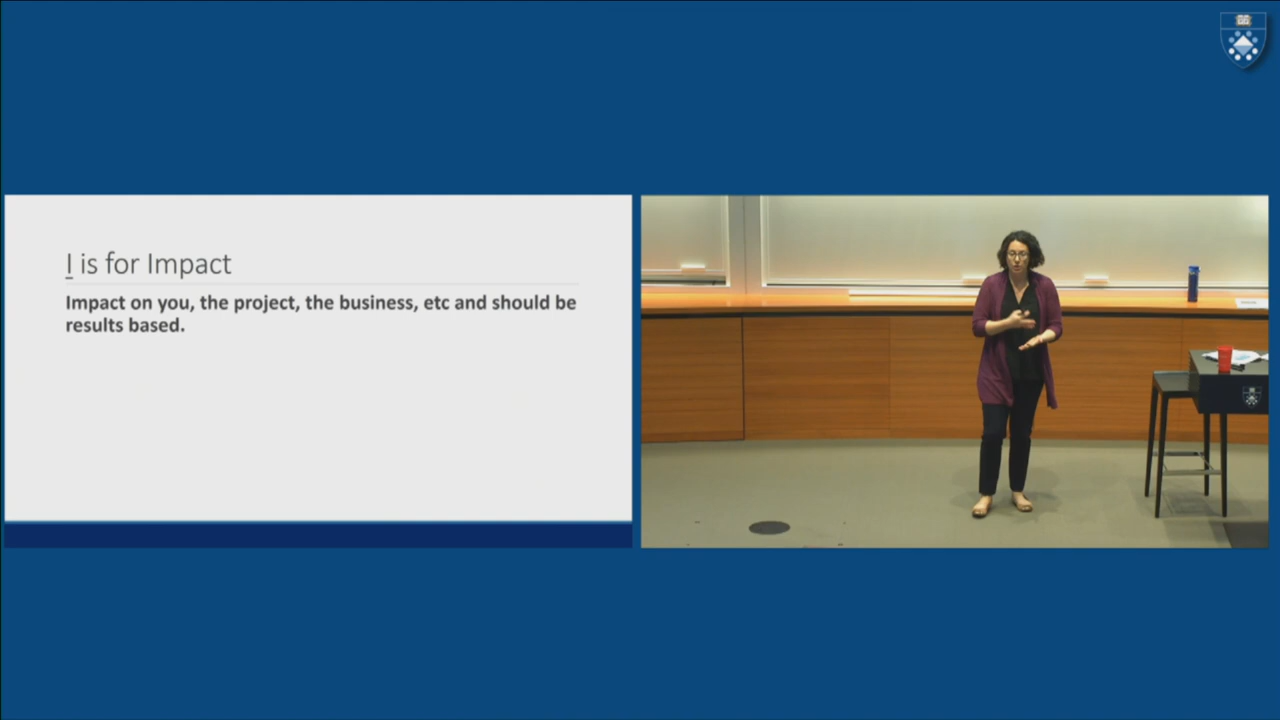 I is for Impact
Impact on you, the project, the business, etc and should be
results based.